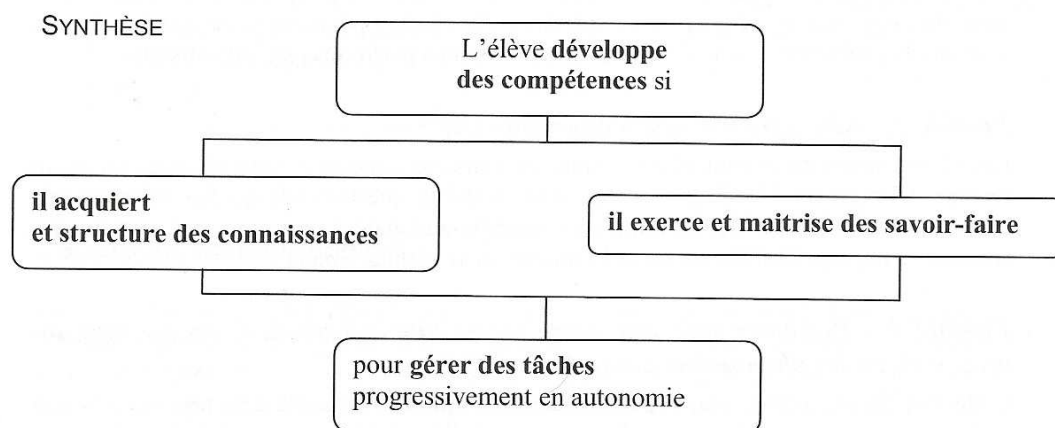 SYNTHÈSE
L'élève développe
des compétences si
il acquiert
et structure des connaissances
il exerce et maitrise des savoir-faire
pour gérer des tâches
progressivement en autonomie